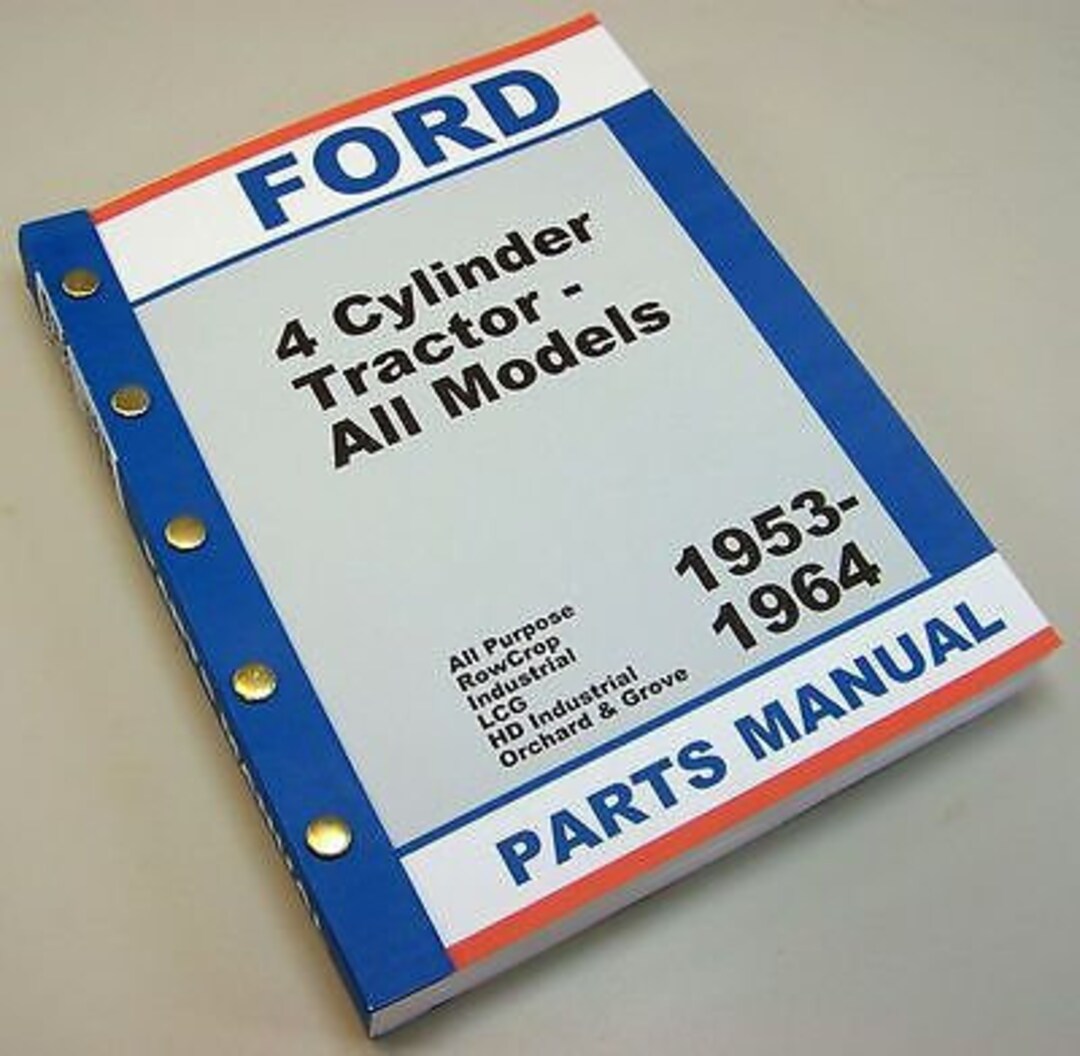 FORD
4 Cylinder
Tractor -
All Models
1953-
1964
All Purpose
RowCrop
Industrial
LCG
HD Industrial
Orchard & Grove
PARTS MANUAL